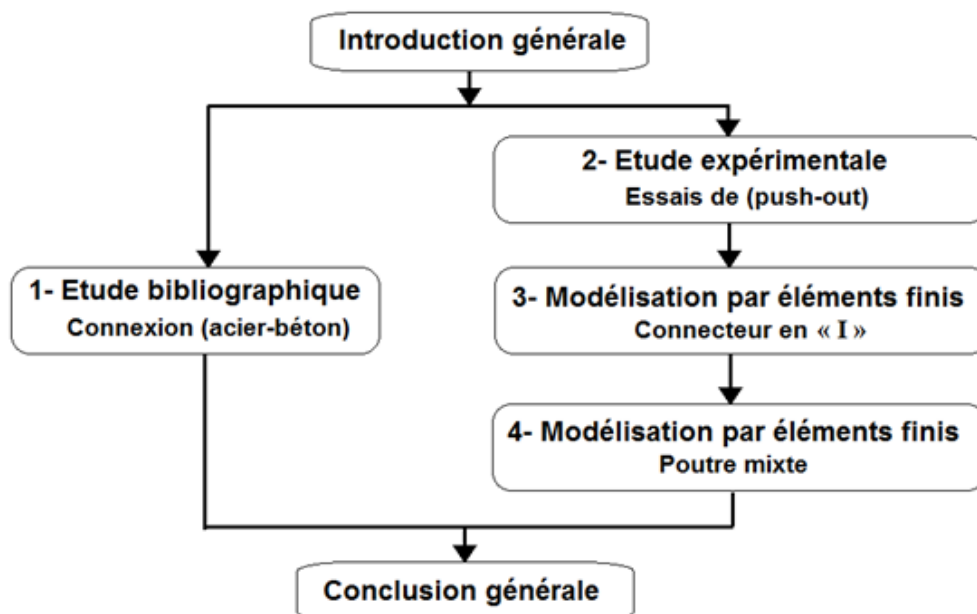 Introduction générale
2- Etude expérimentale
Essais de (push-out)
1- Etude bibliographique
Connexion (acier-béton)
3- Modélisation par éléments finis
Connecteur en « I »
4- Modélisation par éléments finis
Poutre mixte
Conclusion générale